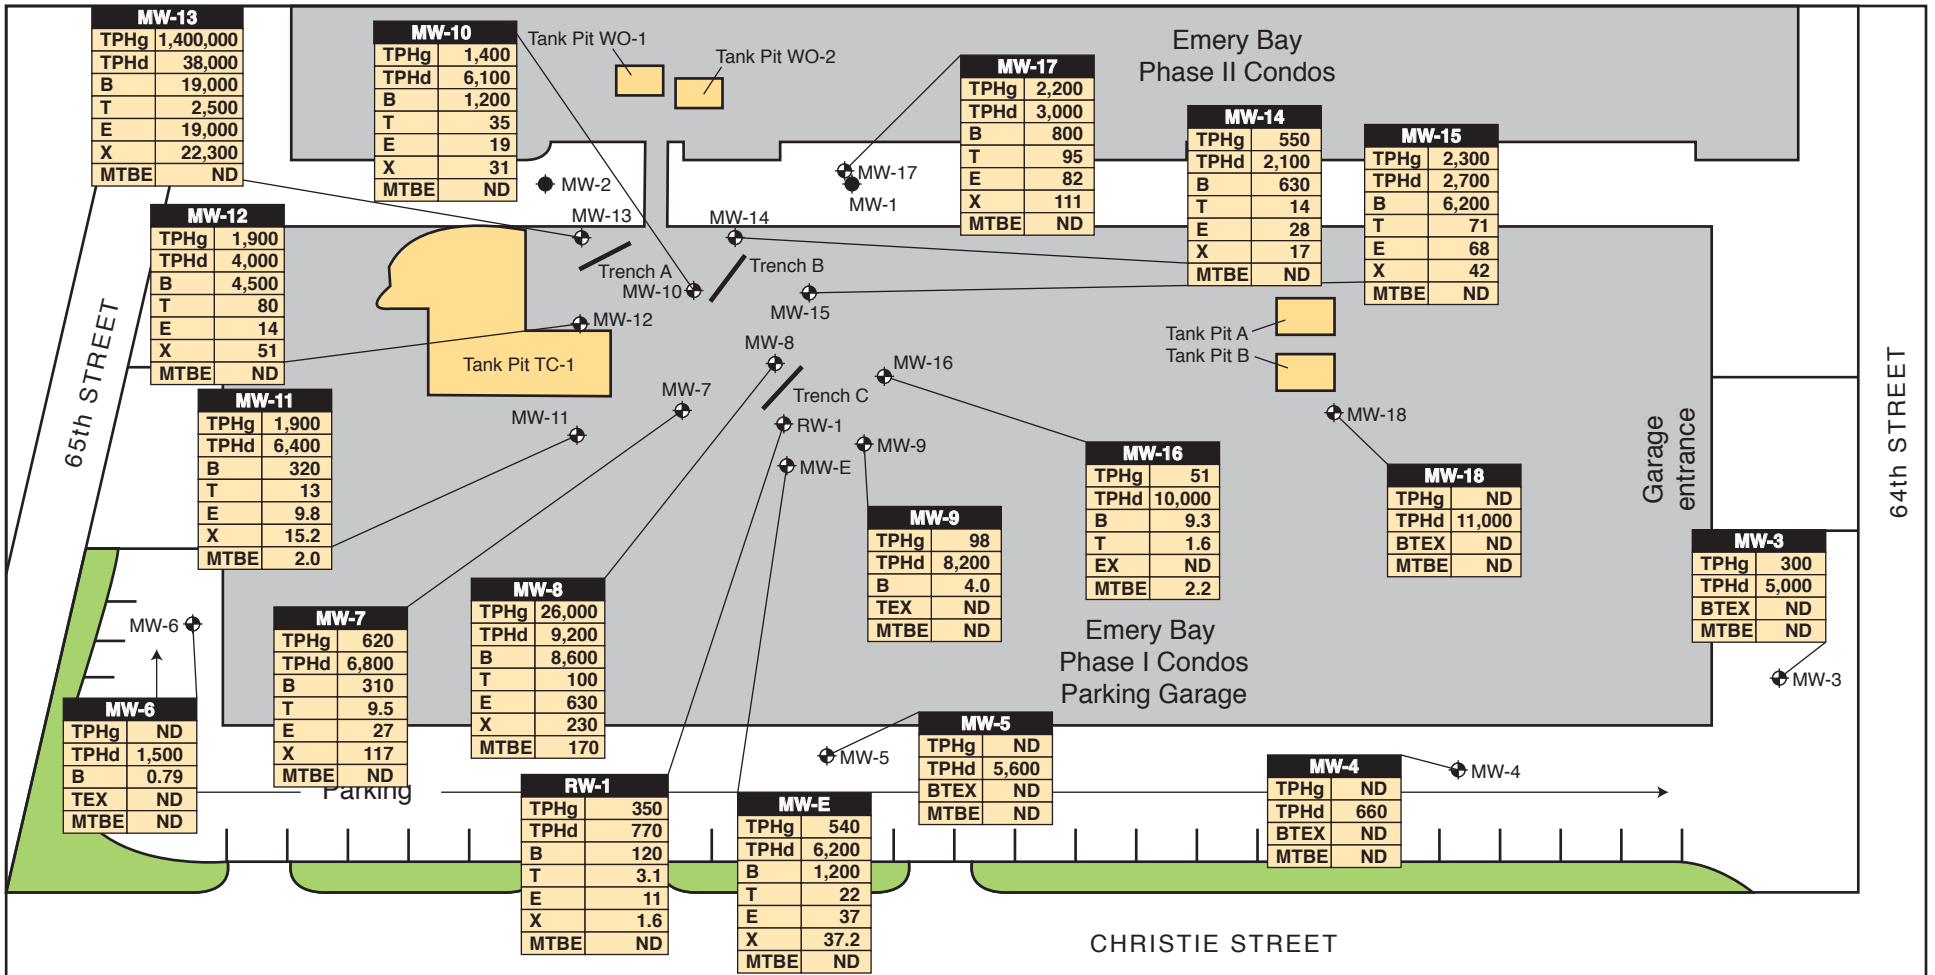 MW-13
TPHg 1,400,000
TPHd 38,000
B 19,000
T 2,500
E 19,000
X 22,300
MTBE ND
MW-10
TPHg 1,400
TPHd 6,100
B 1,200
T 35
E 19
X 31
MTBE ND
Tank Pit WO-1
Tank Pit WO-2
Emery Bay
Phase II Condos
MW-17
TPHg 2,200
TPHd 3,000
B 800
T 95
E 82
X 111
MTBE ND
MW-14
TPHg 550
TPHd 2,100
B 630
T 14
E 28
X 17
MTBE ND
MW-15
TPHg 2,300
TPHd 2,700
B 6,200
T 71
E 68
X 42
MTBE ND
MW-2
MW-17
MW-1
MW-13
MW-14
MW-12
TPHg 1,900
TPHd 4,000
B 4,500
T 80
E 14
X 51
MTBE ND
Trench A
Trench B
MW-10
MW-15
MW-12
Tank Pit TC-1
MW-8
MW-16
Trench C
MW-7
MW-11
RW-1
MW-9
MW-E
Tank Pit A
Tank Pit B
MW-18
65th STREET
64th STREET
Garage
entrance
MW-11
TPHg 1,900
TPHd 6,400
B 320
T 13
E 9.8
X 15.2
MTBE 2.0
MW-16
TPHg 51
TPHd 10,000
B 9.3
T 1.6
EX ND
MTBE 2.2
MW-18
TPHg ND
TPHd 11,000
BTEX ND
MTBE ND
MW-9
TPHg 98
TPHd 8,200
B 4.0
TEX ND
MTBE ND
MW-3
TPHg 300
TPHd 5,000
BTEX ND
MTBE ND
MW-3
MW-6
MW-7
TPHg 620
TPHd 6,800
B 310
T 9.5
E 27
X 117
MTBE ND
MW-8
TPHg 26,000
TPHd 9,200
B 8,600
T 100
E 630
X 230
MTBE 170
Emery Bay
Phase I Condos
Parking Garage
MW-6
TPHg ND
TPHd 1,500
B 0.79
TEX ND
MTBE ND
Parking
MW-5
MW-5
TPHg ND
TPHd 5,600
BTEX ND
MTBE ND
MW-4
TPHg ND
TPHd 660
BTEX ND
MTBE ND
MW-4
RW-1
TPHg 350
TPHd 770
B 120
T 3.1
E 11
X 1.6
MTBE ND
MW-E
TPHg 540
TPHd 6,200
B 1,200
T 22
E 37
X 37.2
MTBE ND
CHRISTIE STREET